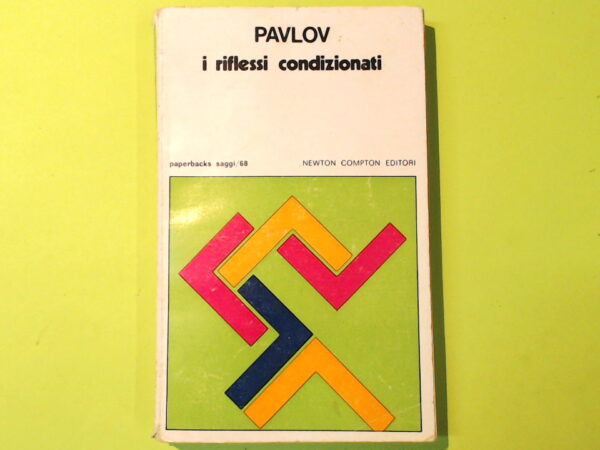 PAVLOV
i riflessi condizionati
paperbacks saggi/68 NEWTON COMPTON EDITORI